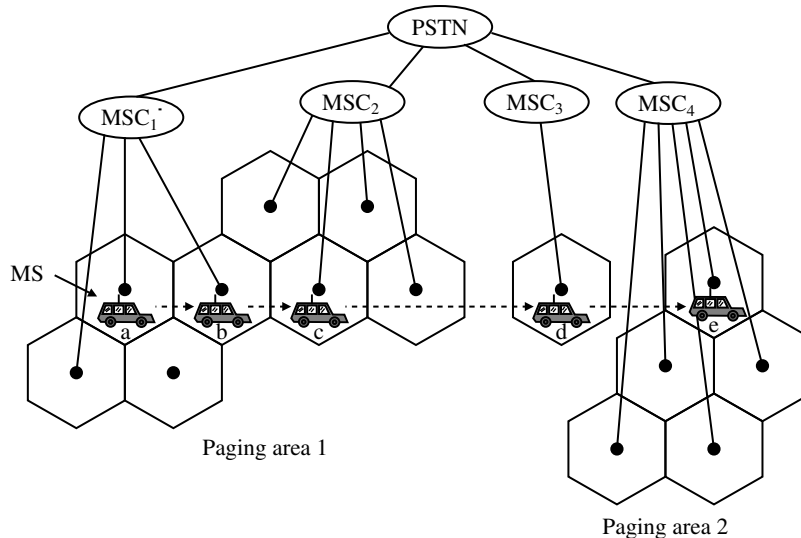 PSTN
MSC1
MSC2
MSC3
MSC4
MS
a
b
c
d
e
Paging area 1
Paging area 2